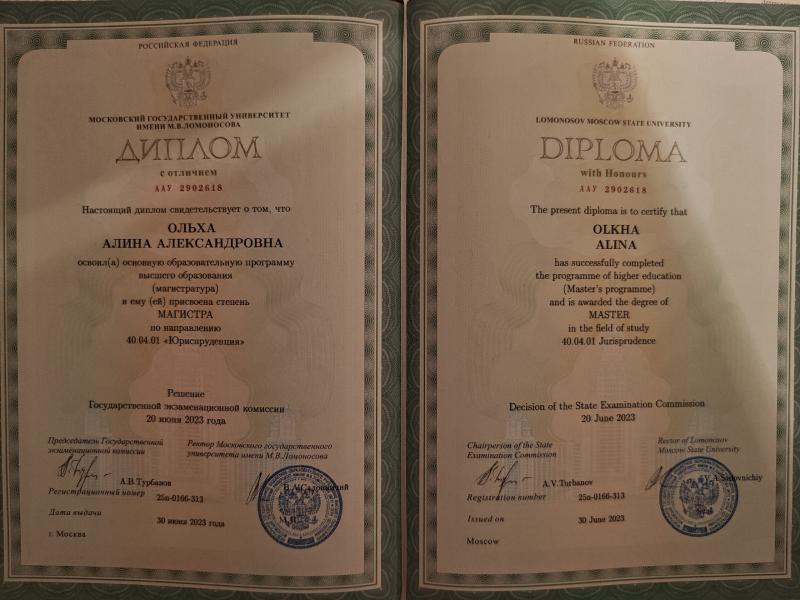 РОССИЙСКАЯ ФЕДЕРАЦИЯ
МОСКОВСКИЙ ГОСУДАРСТВЕННЫЙ УНИВЕРСИТЕТ
ИМЕНИ М.В.ЛОМОНОСОВА
ДИПЛОМ
с отличием
ААУ 2902618
Настоящий диплом свидетельствует о том, что
ОЛЬХА
АЛИНА АЛЕКСАНДРОВНА
освоил(а) основную образовательную программу
высшего образования
(магистратура)
и ему (ей) присвоена степень
МАГИСТРА
по направлению
40.04.01 «Юриспруденция»
Решение
Государственной экзаменационной комиссии
20 июня 2023 года
Председатель Государственной
экзаменационной комиссии
Ректор Московского государственного
университета имени М.В.Ломоносова
А.В.Турбанов
В.А.Садовничий
Регистрационный номер
25а-0166-313
М.П.
Дата выдачи
30 июня 2023 года
г. Москва
RUSSIAN FEDERATION
LOMONOSOV MOSCOW STATE UNIVERSITY
DIPLOMA
with Honours
ААУ 2902618
The present diploma is to certify that
OLKHA
ALINA
has successfully completed
the programme of higher education
(Master's programme)
and is awarded the degree of
MASTER
in the field of study
40.04.01 Jurisprudence
Decision of the State Examination Commission
20 June 2023
Chairperson of the State
Examination Commission
Rector of Lomonosov
Moscow State University
A.V.Turbanov
A.Sadovnichiy
Registration number
25a-0166-313
Issued on
30 June 2023
Moscow